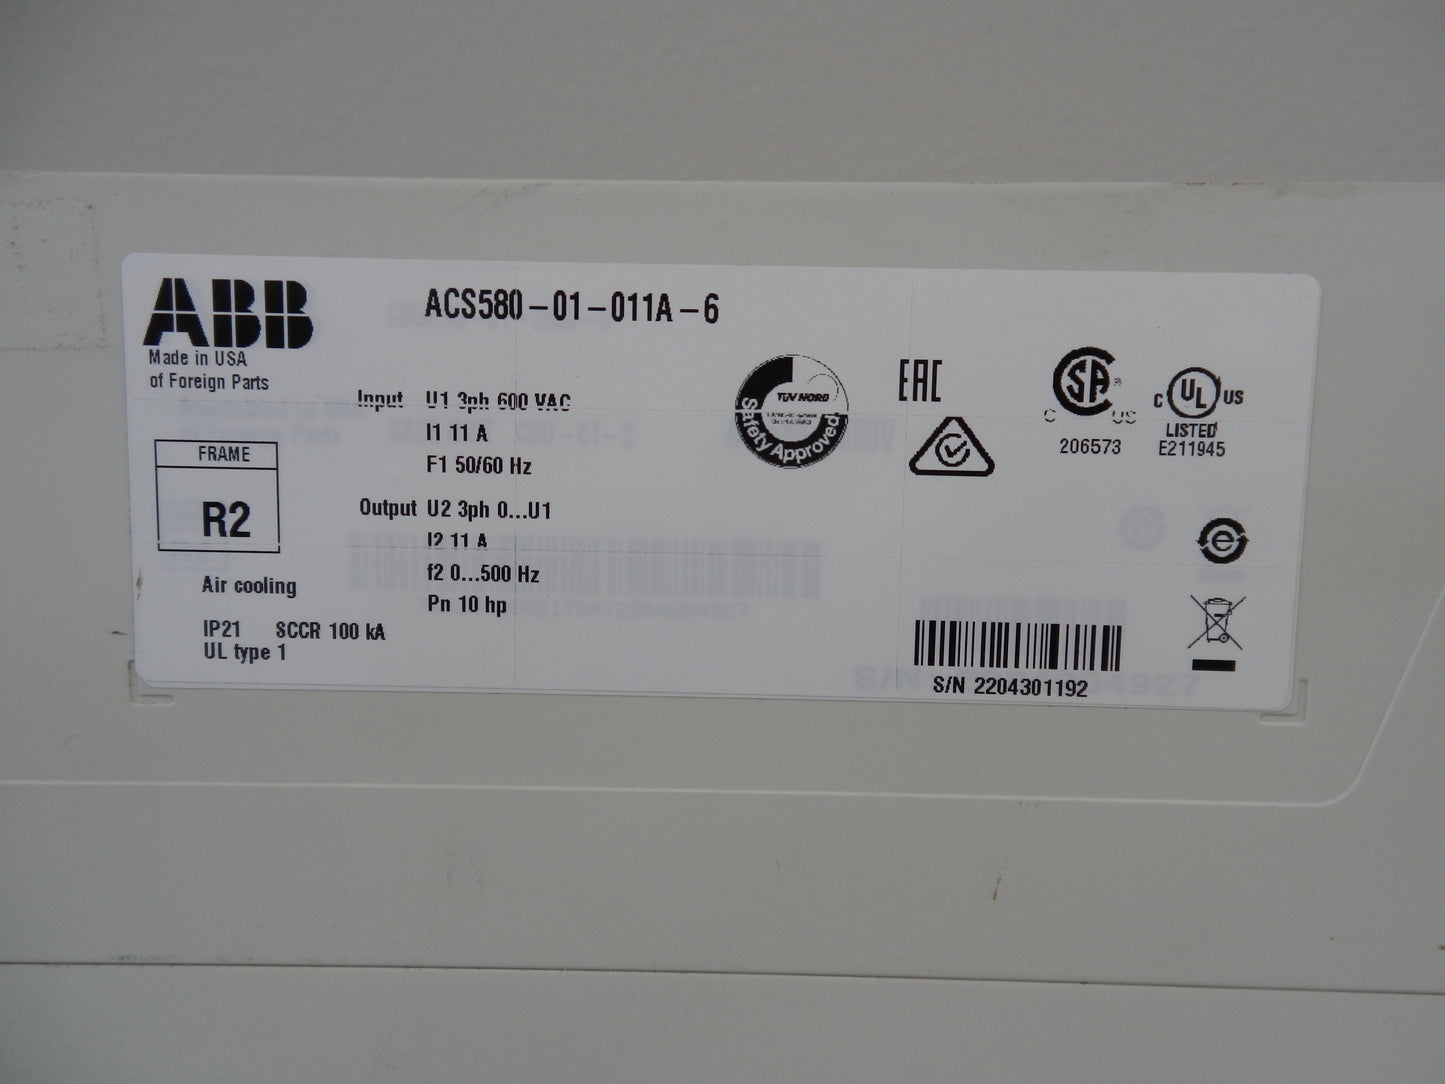 ABB
Made in USA
of Foreign Parts
ACS580-01-011A-6
Input U1 3ph 600 VAC
I1 11 A
F1 50/60 Hz
Output U2 3ph 0...U1
I2 11 A
f2 0...500 Hz
Pn 10 hp
FRAME
R2
Air cooling
IP21 SCCR 100 kA
UL type 1
TÜV NORD
Safety Approved
EAC
SA
C US
206573
C UL US
LISTED
E211945
e
S/N 2204301192